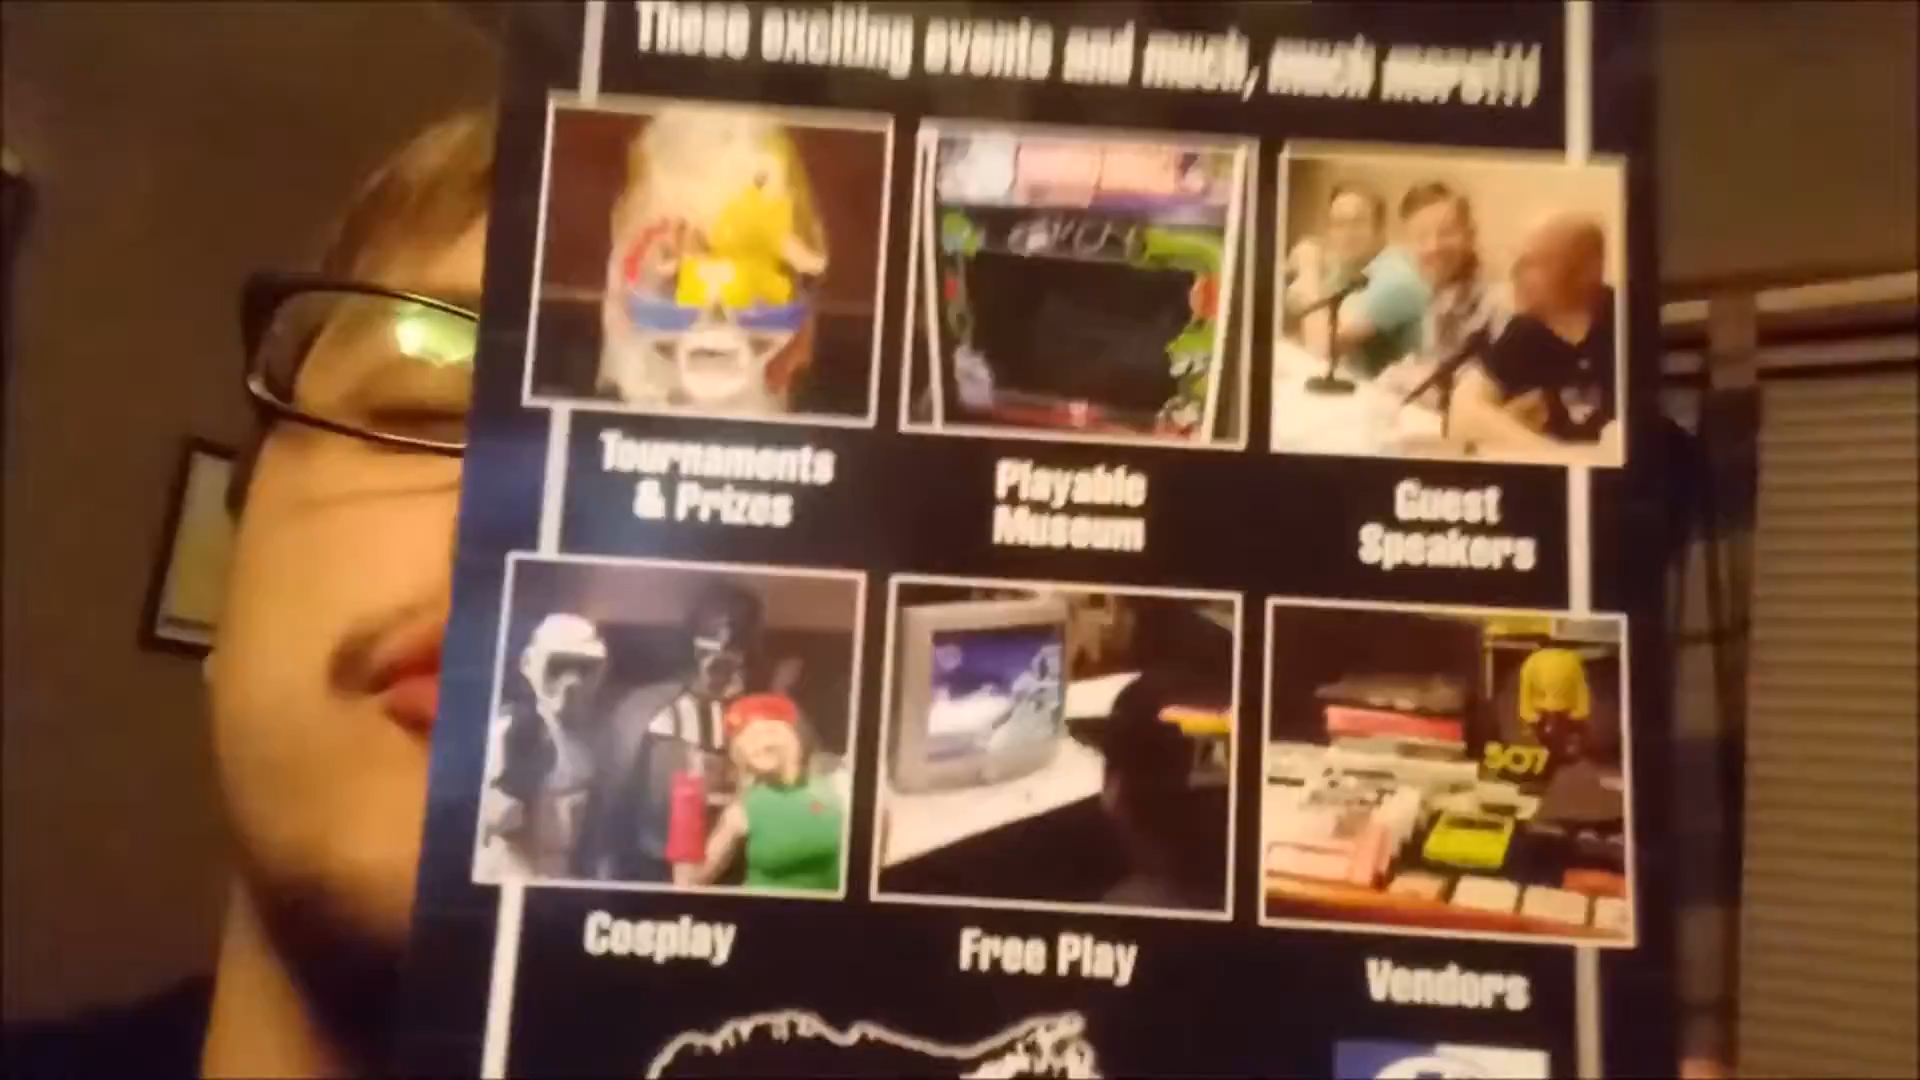 These exciting events and much, much more!!!
Tournaments
& Prizes
Playable
Museum
Guest
Speakers
Cosplay
Free Play
Vendors